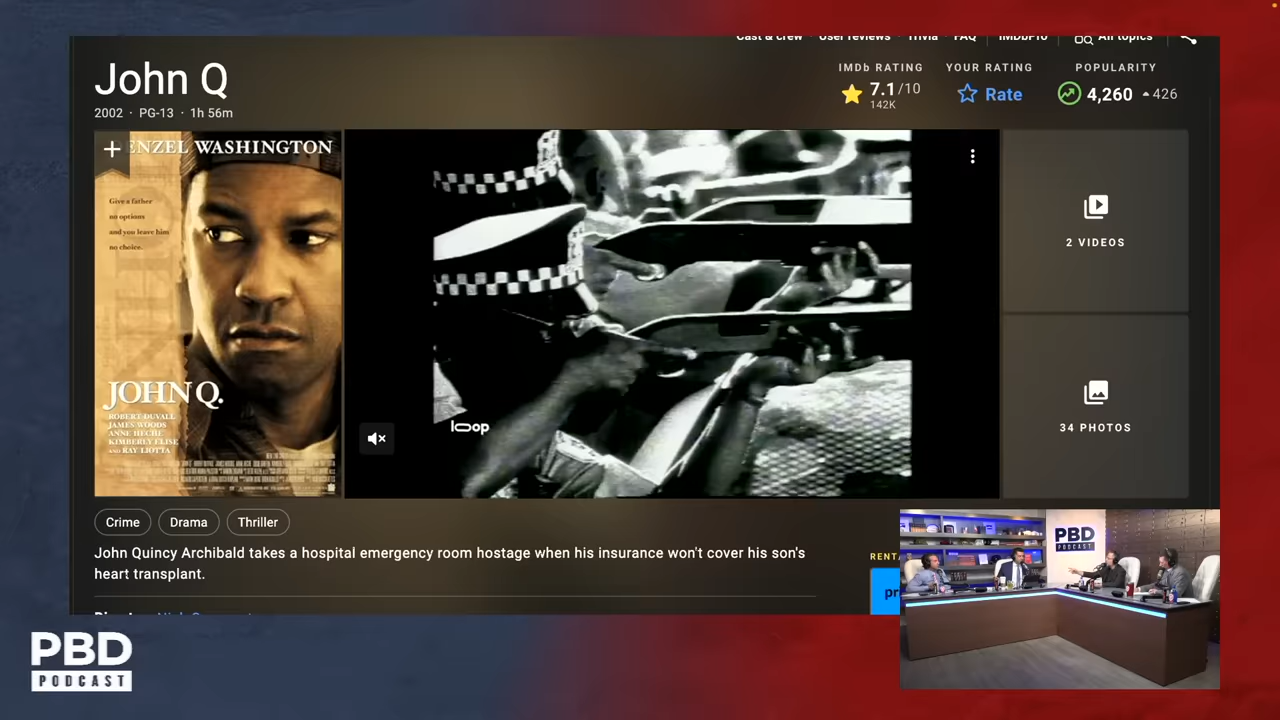 Cast & crew · User reviews · Trivia · FAQ IMDbPro All topics
John Q
2002 · PG-13 · 1h 56m
IMDb RATING
7.1/10
142K
YOUR RATING
Rate
POPULARITY
4,260 426
ENZEL WASHINGTON
Give a father
no options
and you leave him
no choice.
JOHN Q.
ROBERT DUVALL
JAMES WOODS
ANNE HECHE
KIMBERLY ELISE
AND RAY LIOTTA
loop
2 VIDEOS
34 PHOTOS
Crime
Drama
Thriller
John Quincy Archibald takes a hospital emergency room hostage when his insurance won't cover his son's
heart transplant.
RENT
pr
PBD
PODCAST
PBD
PODCAST